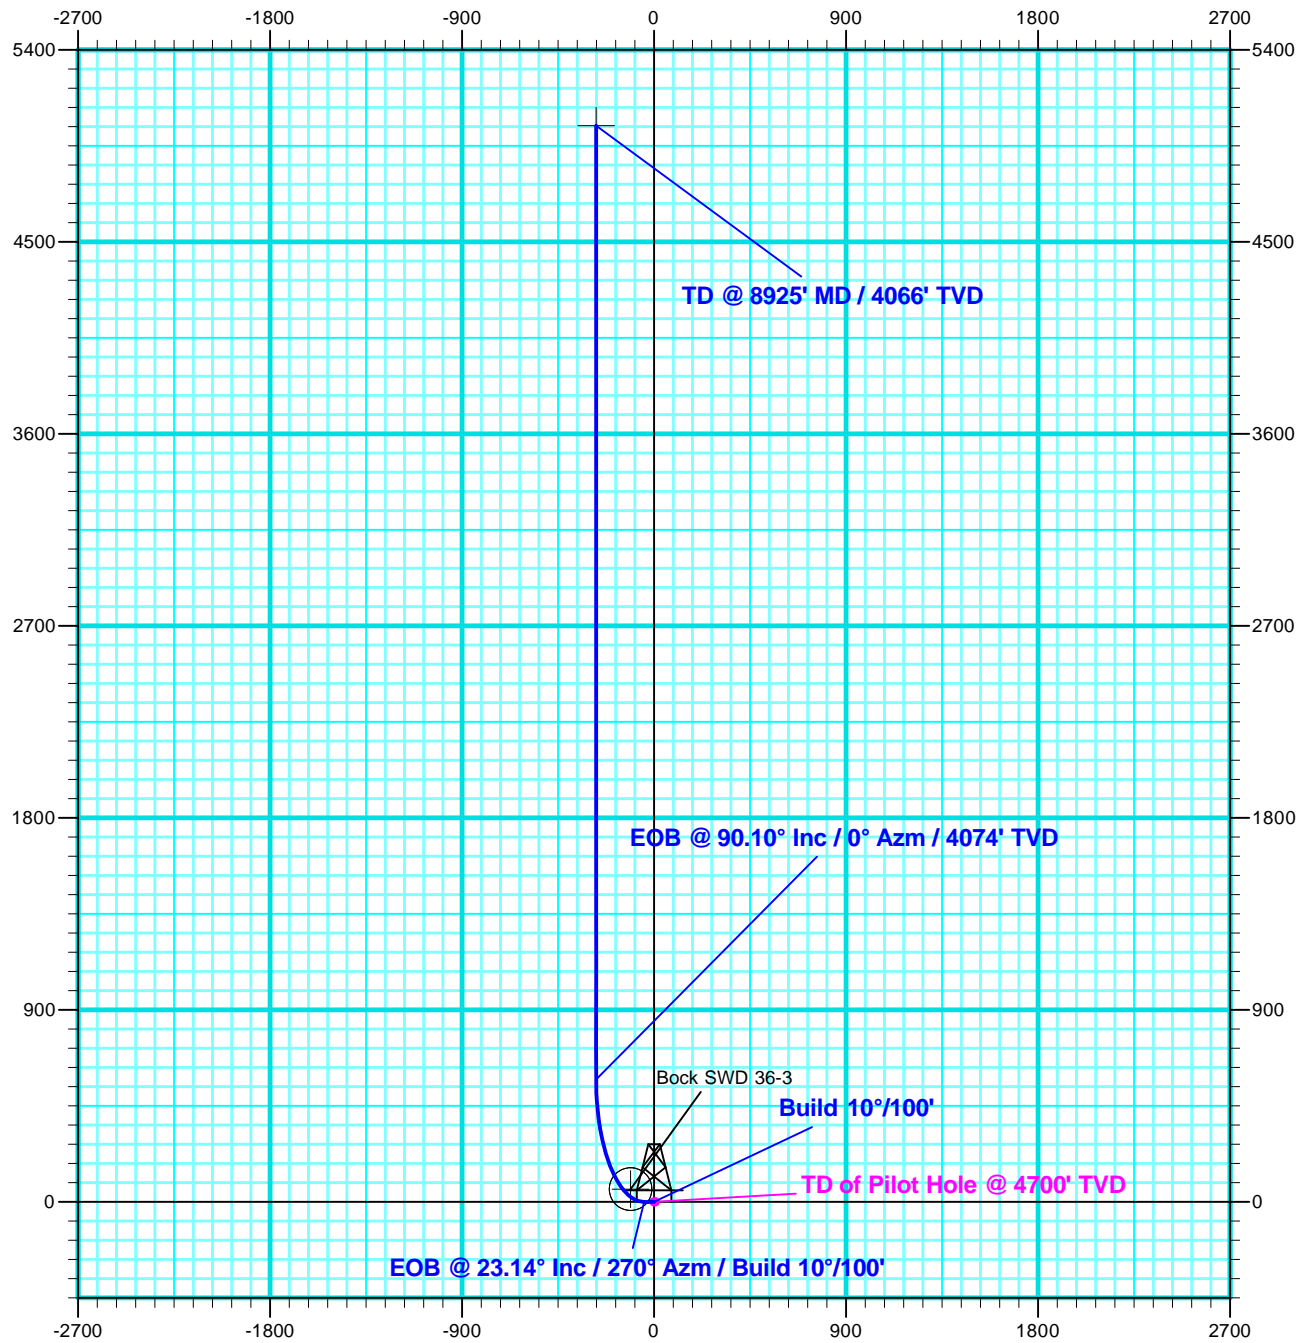 -2700 -1800 -900 0 900 1800 2700
5400 5400
TD @ 8925' MD / 4066' TVD
4500 4500
3600 3600
2700 2700
1800 1800
EOB @ 90.10° Inc / 0° Azm / 4074' TVD
900 900
Bock SWD 36-3
Build 10°/100'
TD of Pilot Hole @ 4700' TVD
0 0
EOB @ 23.14° Inc / 270° Azm / Build 10°/100'
-2700 -1800 -900 0 900 1800 2700